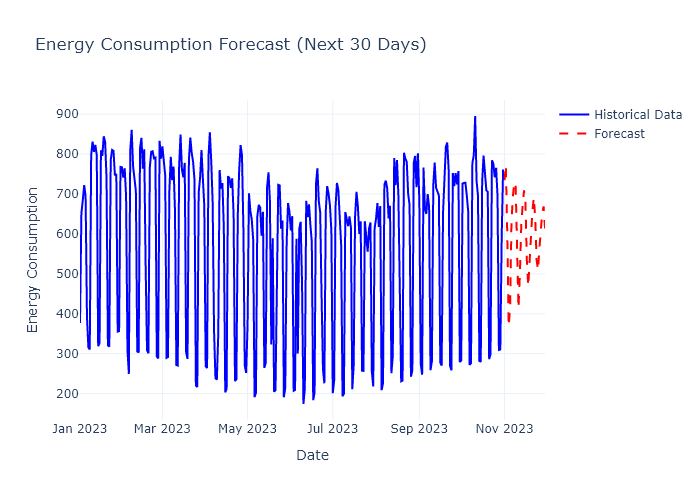 Energy Consumption Forecast (Next 30 Days)
Historical Data
Forecast
Energy Consumption
900
800
700
600
500
400
300
200
Jan 2023 Mar 2023 May 2023 Jul 2023 Sep 2023 Nov 2023
Date